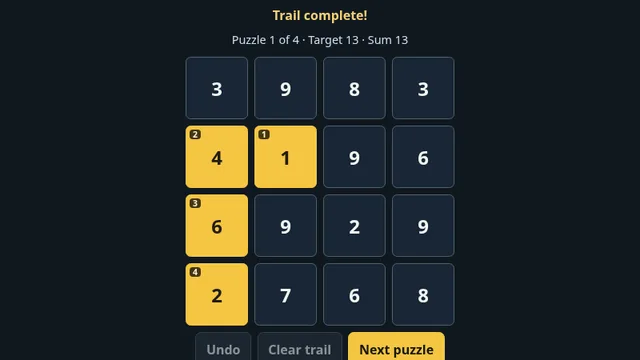 Trail complete!
Puzzle 1 of 4 · Target 13 · Sum 13
3 9 8 3
2 4 1 1 9 6
3 6 9 2 9
4 2 7 6 8
Undo Clear trail Next puzzle